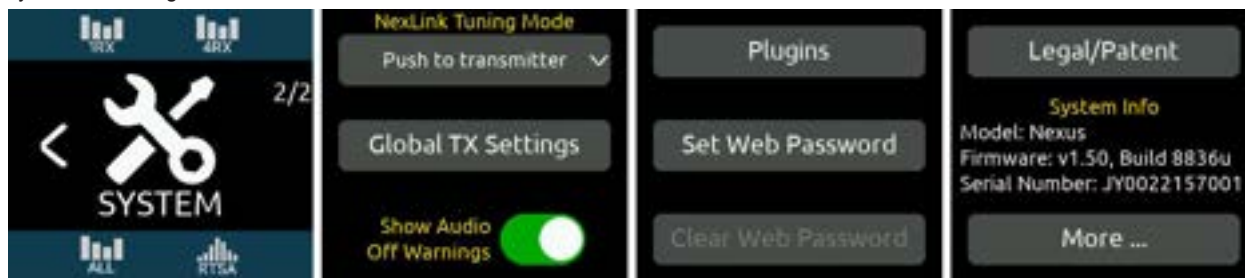 1RX 4RX
2/2
SYSTEM
ALL RTSA
NexLink Tuning Mode
Push to transmitter
Global TX Settings
Show Audio
Off Warnings
Plugins
Set Web Password
Clear Web Password
Legal/Patent
System Info
Model: Nexus
Firmware: v1.50, Build 8836u
Serial Number: JY0022157001
More ...